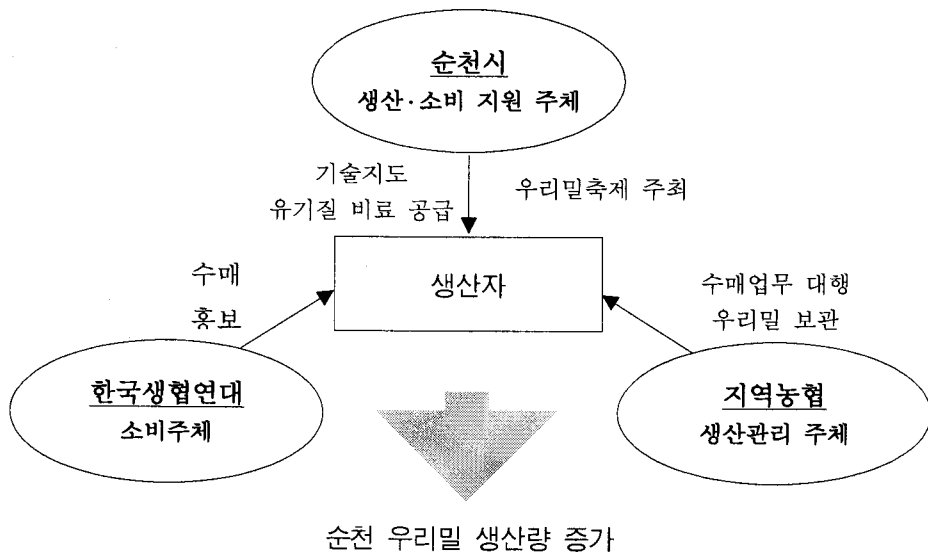 순천시
생산·소비 지원 주체
기술지도
유기질 비료 공급
우리밀축제 주최
생산자
수매
홍보
수매업무 대행
우리밀 보관
한국생협연대
소비주체
지역농협
생산관리 주체
순천 우리밀 생산량 증가